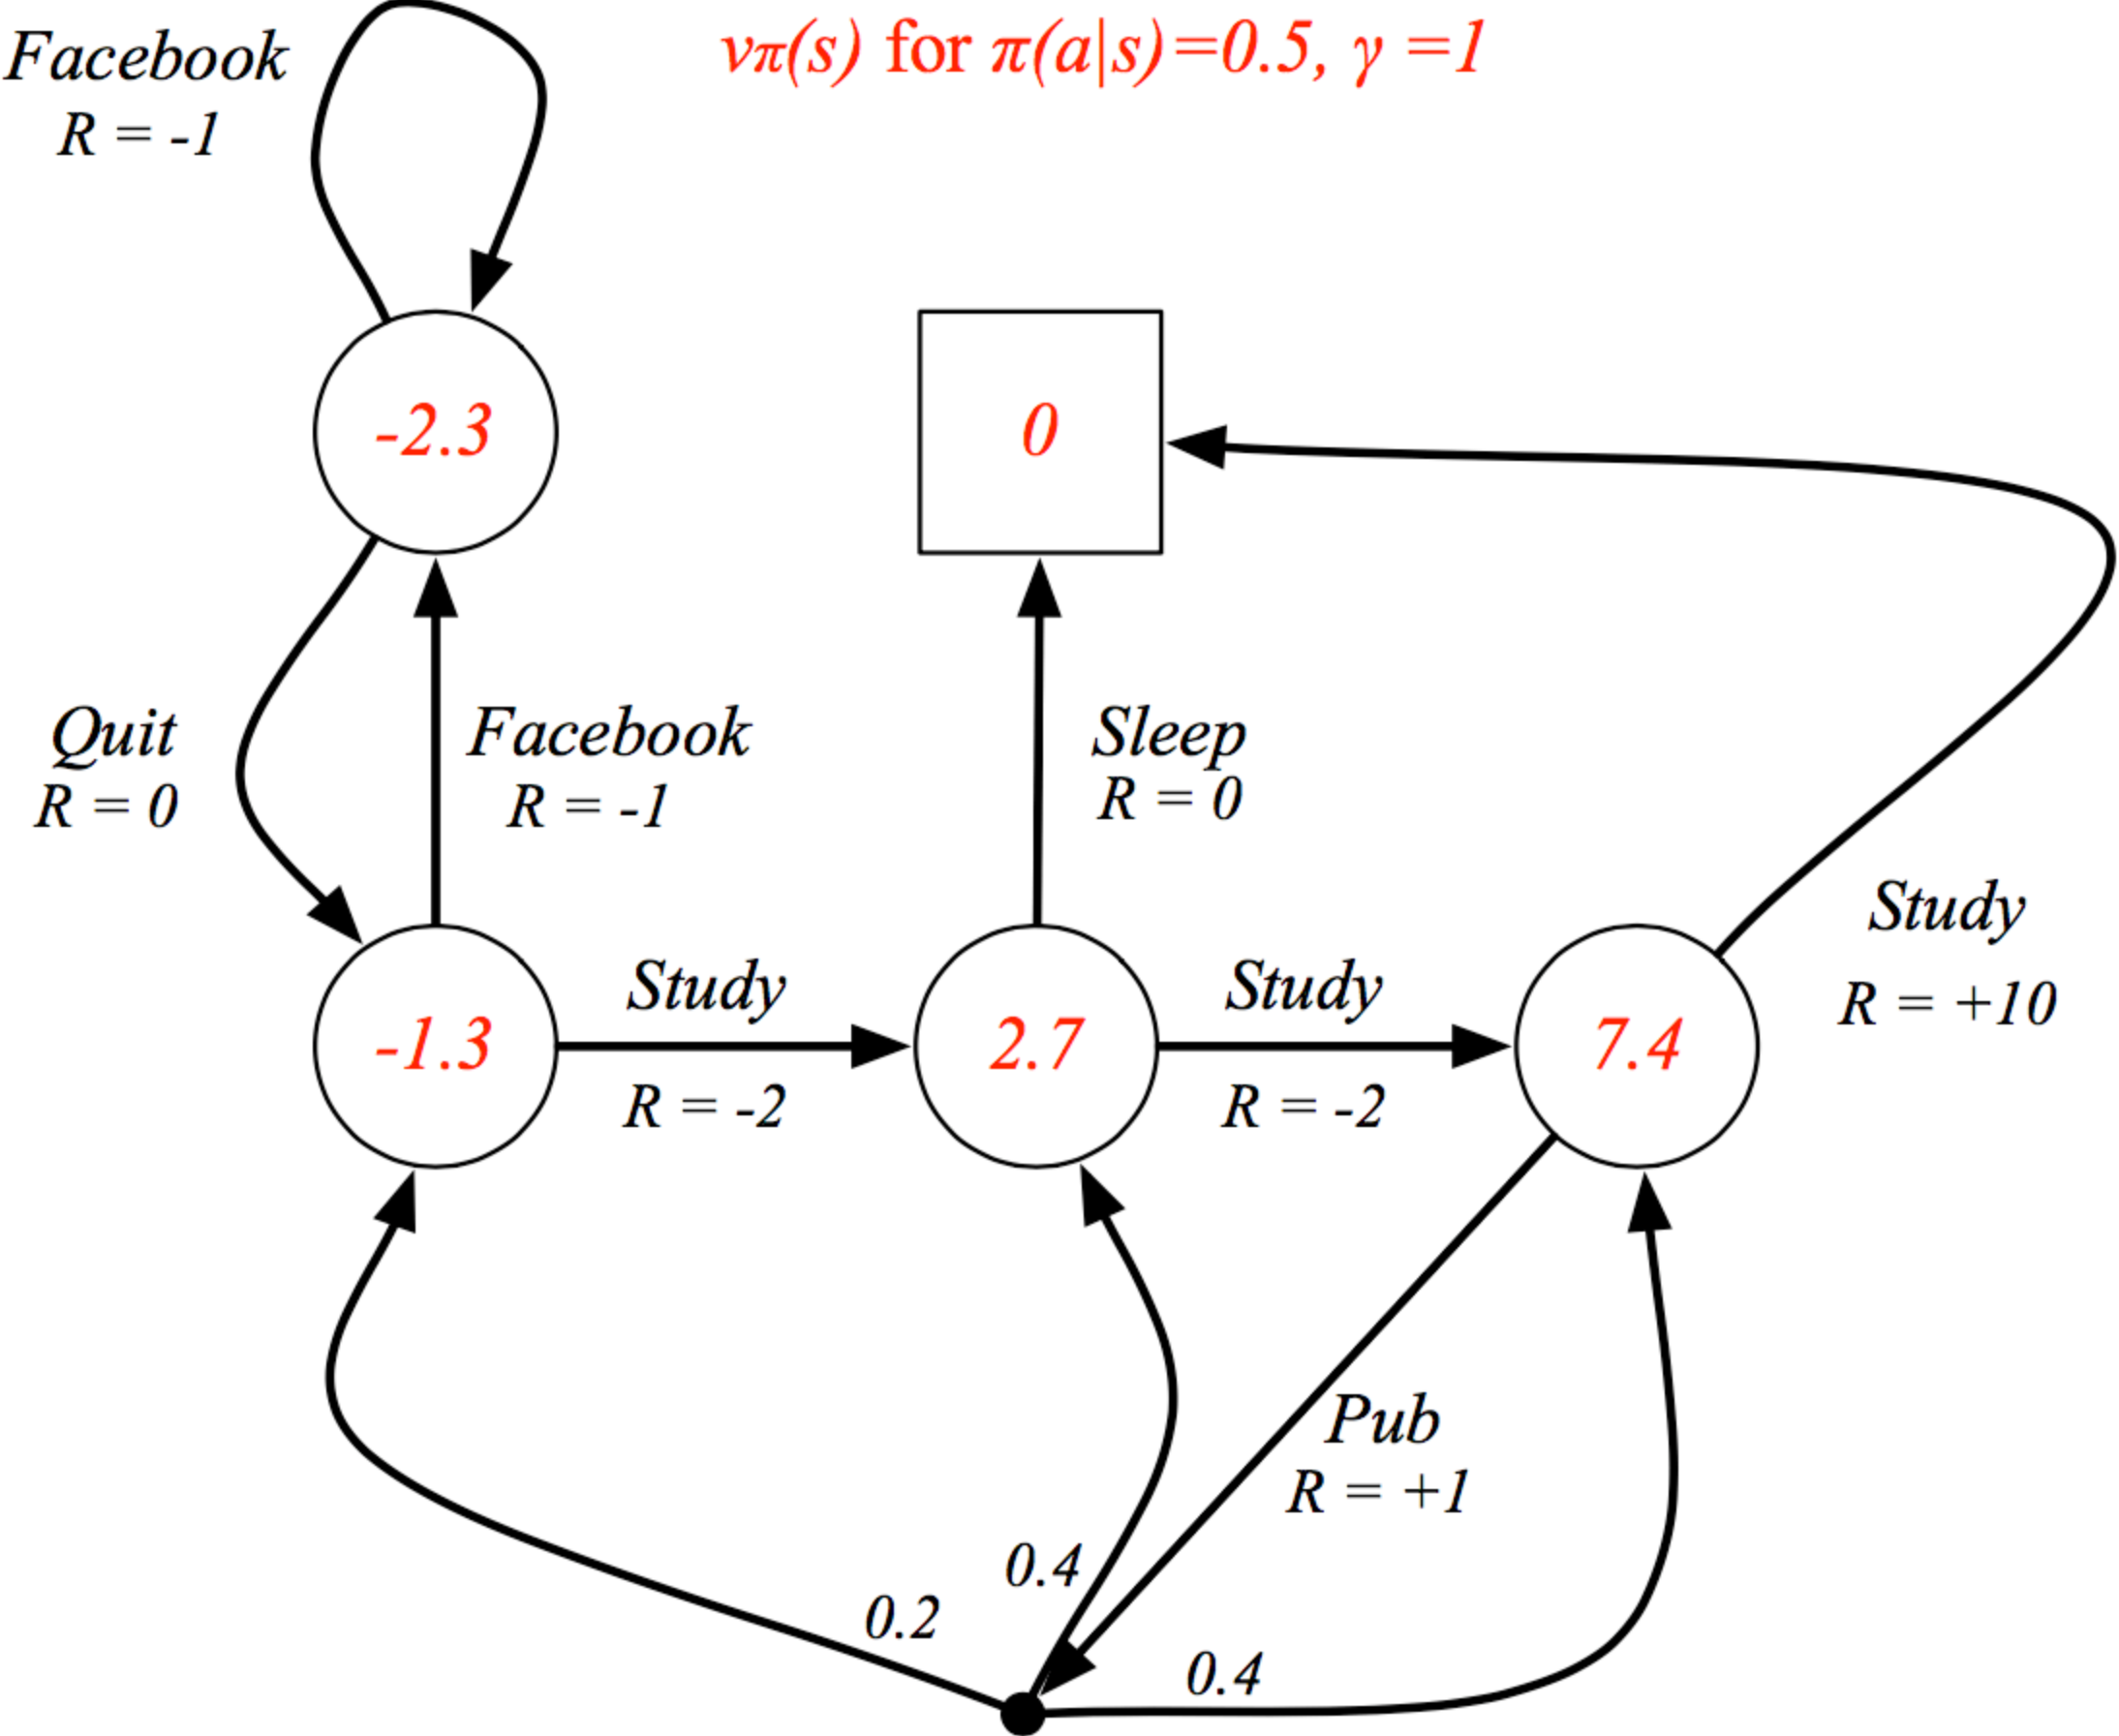 vπ(s) for π(a|s)=0.5, γ =1
Facebook
R = -1
-2.3
0
Quit
R = 0
Facebook
R = -1
Sleep
R = 0
Study
R = +10
-1.3
Study
R = -2
2.7
Study
R = -2
7.4
Pub
R = +1
0.4
0.2
0.4